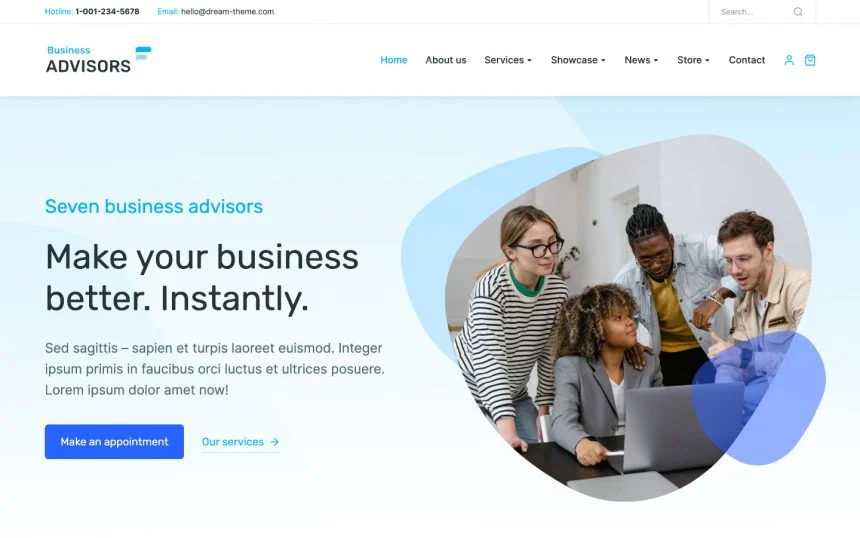 Hotline: 1-001-234-5678 Email: hello@dream-theme.com Search...
Business
ADVISORS
Home About us Services Showcase News Store Contact
Seven business advisors
Make your business
better. Instantly.
Sed sagittis – sapien et turpis laoreet euismod. Integer
ipsum primis in faucibus orci luctus et ultrices posuere.
Lorem ipsum dolor amet now!
Make an appointment Our services →